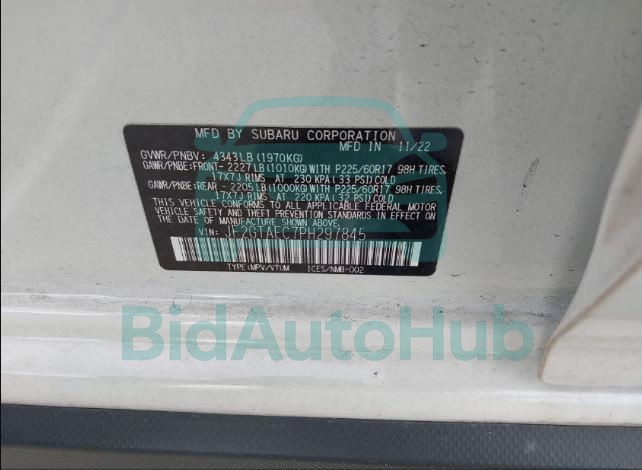 MFD. BY SUBARU CORPORATION
MFD IN 11/22
GVWR/PNBV: 4343LB(1970KG)
GAWR/PNBE:FRONT-2227LB(1010KG)WITH P225/60R17 98H TIRES,
17X7J RIMS AT 230 KPA(33 PSI)COLD
GAWR/PNBE:REAR-2205LB(1000KG)WITH P225/60R17 98H TIRES,
17X7J RIMS AT 220 KPA(32 PSI)COLD
THIS VEHICLE CONFORMS TO ALL APPLICABLE FEDERAL MOTOR
VEHICLE SAFETY AND THEFT PREVENTION STANDARDS IN EFFECT
ON THE DATE OF MANUFACTURE SHOWN ABOVE.
VIN: JF2GTAEC7PH297845
TYPE:MPV/VTUM ICES/NMB-002
BidAutoHub